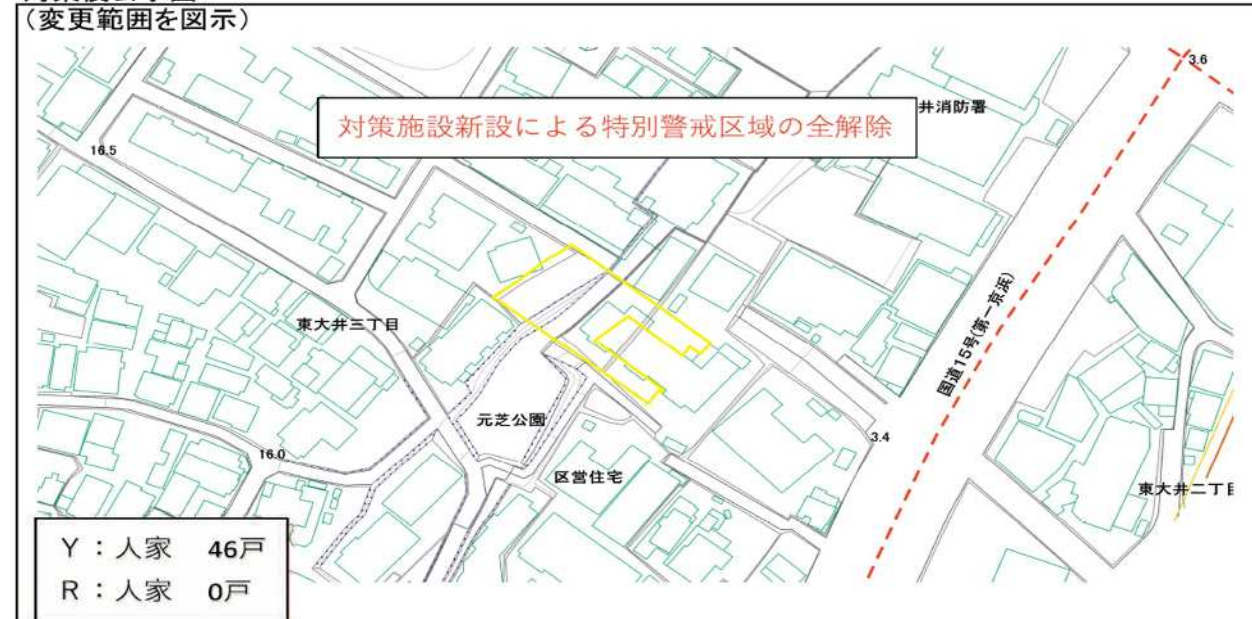 （変更範囲を図示）
3.6
井消防署
対策施設新設による特別警戒区域の全解除
16.5
国道15号(第一京浜)
東大井三丁目
元芝公園
3.4
16.0
区営住宅
東大井二丁目
Y：人家 46戸
R：人家 0戸